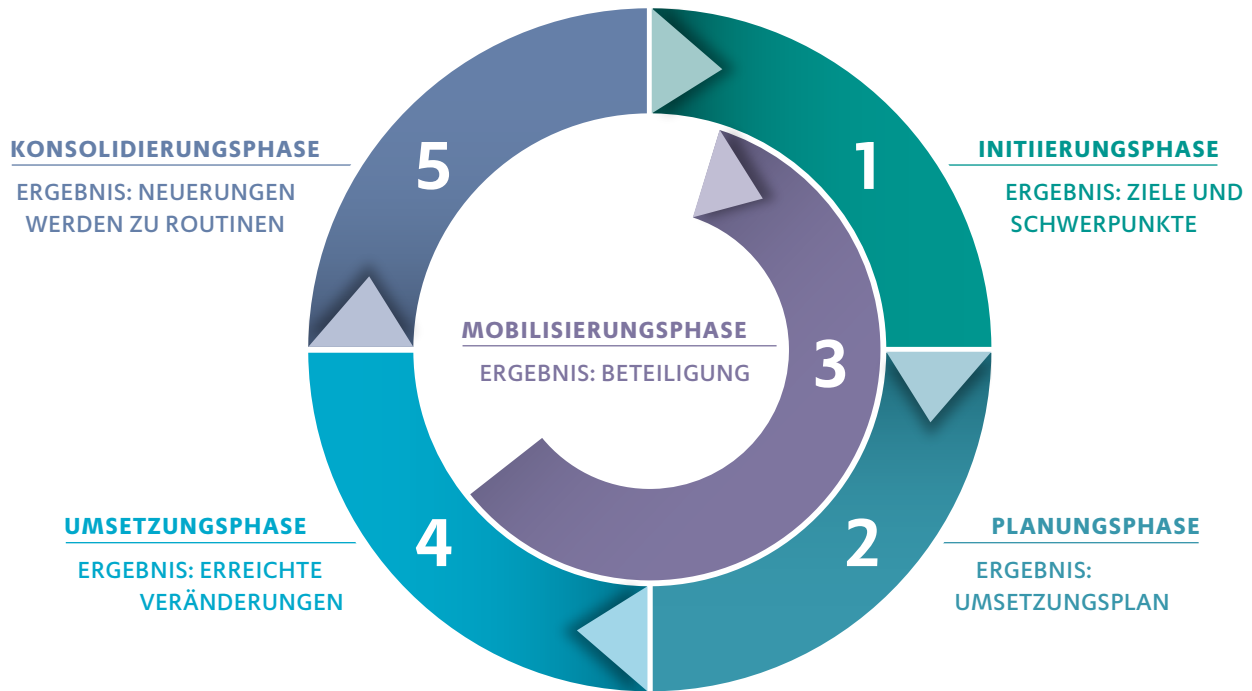 1
INITIIERUNGSPHASE
ERGEBNIS: ZIELE UND
SCHWERPUNKTE
2
PLANUNGSPHASE
ERGEBNIS:
UMSETZUNGSPLAN
3
MOBILISIERUNGSPHASE
ERGEBNIS: BETEILIGUNG
4
UMSETZUNGSPHASE
ERGEBNIS: ERREICHTE
VERÄNDERUNGEN
5
KONSOLIDIERUNGSPHASE
ERGEBNIS: NEUERUNGEN
WERDEN ZU ROUTINEN